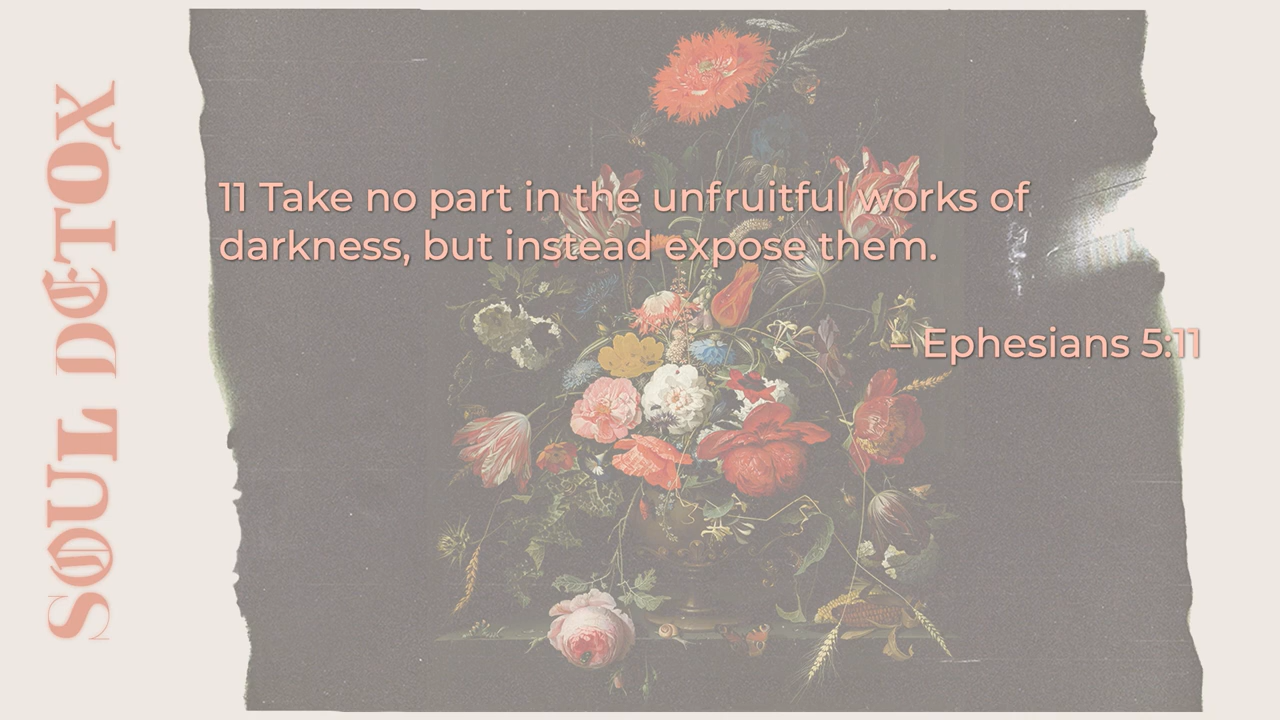 SOUL DETOX
11 Take no part in the unfruitful works of
darkness, but instead expose them.
– Ephesians 5:11